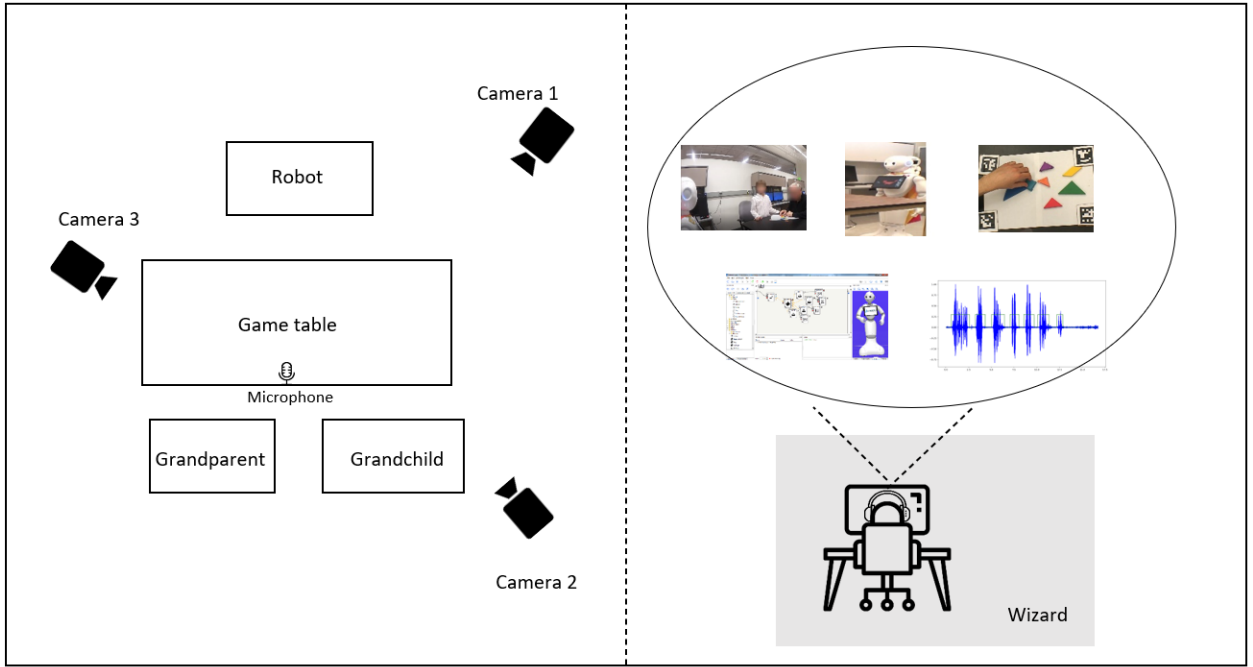 Camera 1
Robot
Camera 3
Game table
Microphone
Grandparent
Grandchild
Camera 2
Wizard